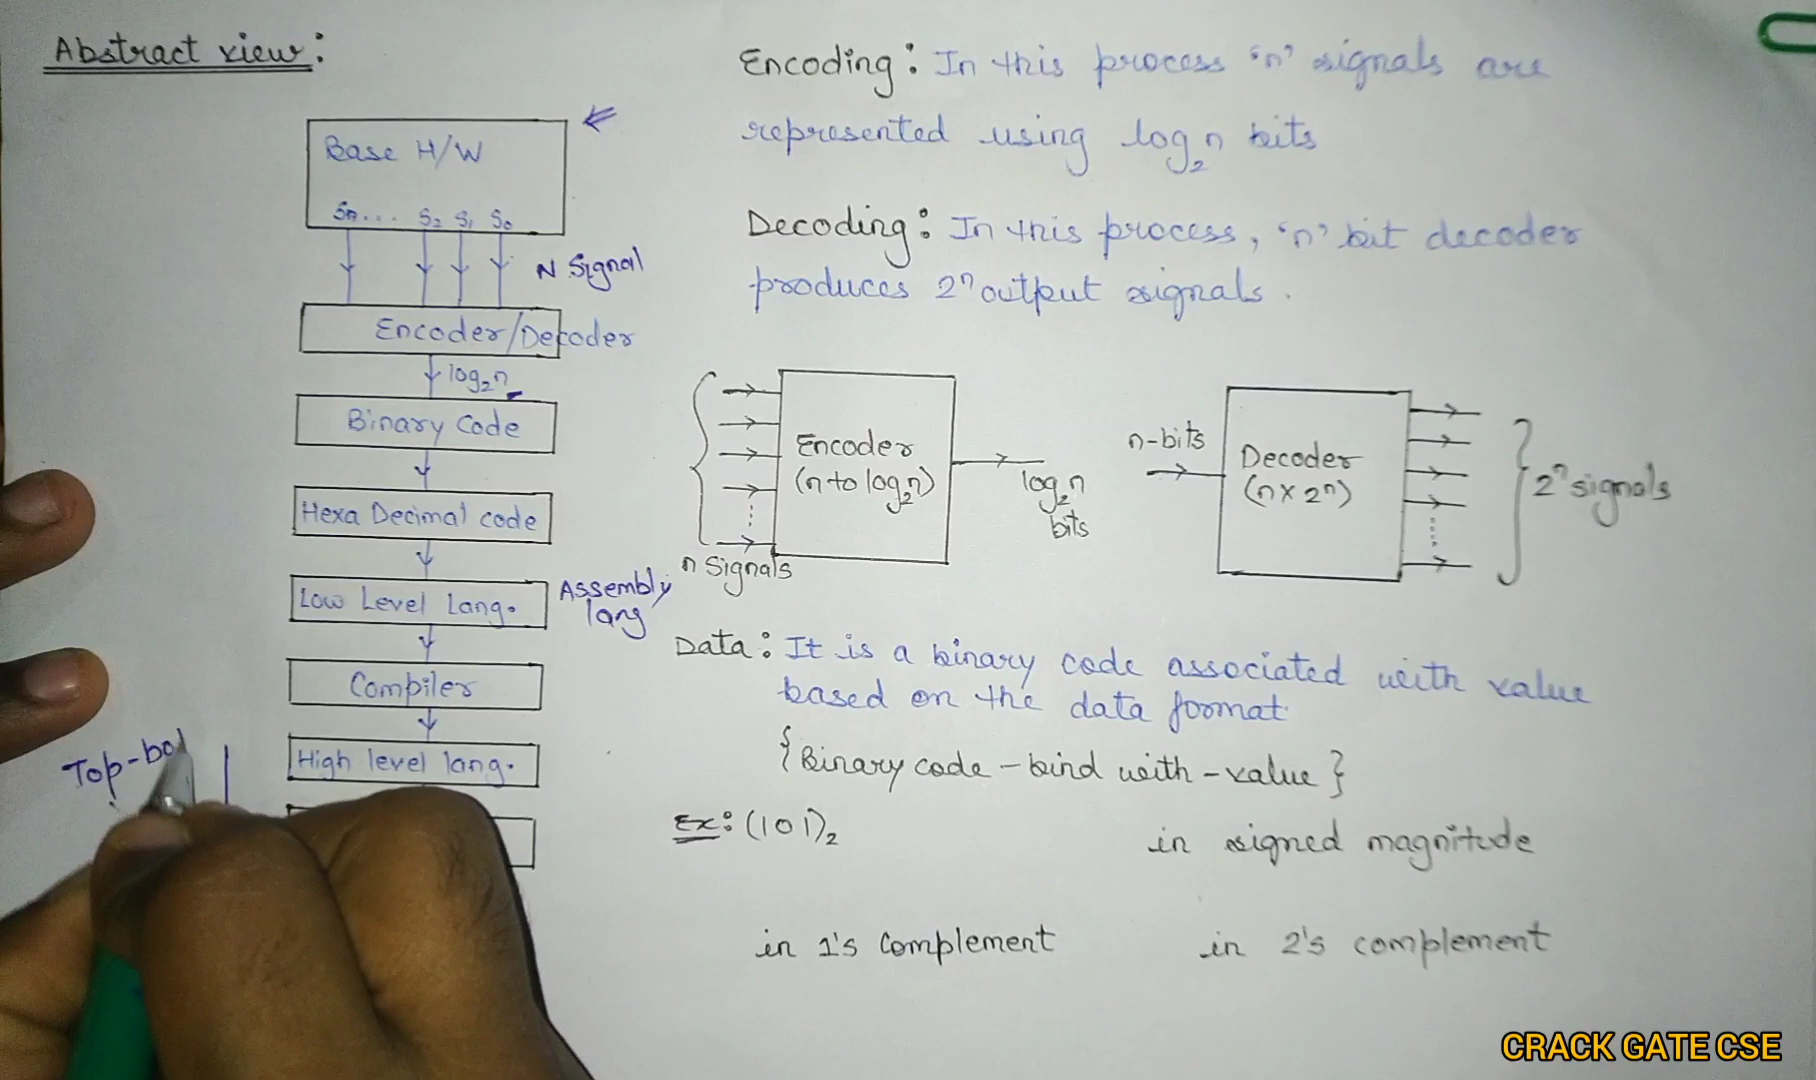 Abstract view:
Base H/W
Sn.... S2 S1 S0
N Signal
Encoder/Decoder
log₂n
Binary Code
Hexa Decimal code
Low Level Lang.
Assembly
lang
Compiler
High level lang.
Top-bo
Encoding: In this process 'n' signals are
represented using log₂n bits
Decoding: In this process, 'n' bit decoder
produces 2ⁿ output signals.
Encoder
(n to log₂n)
n Signals
log₂n
bits
n-bits
Decoder
(n x 2ⁿ)
2ⁿ signals
Data: It is a binary code associated with value
based on the data format.
{Binary code - bind with - value}
Ex: (101)₂
in signed magnitude
in 1's Complement
in 2's complement
CRACK GATE CSE